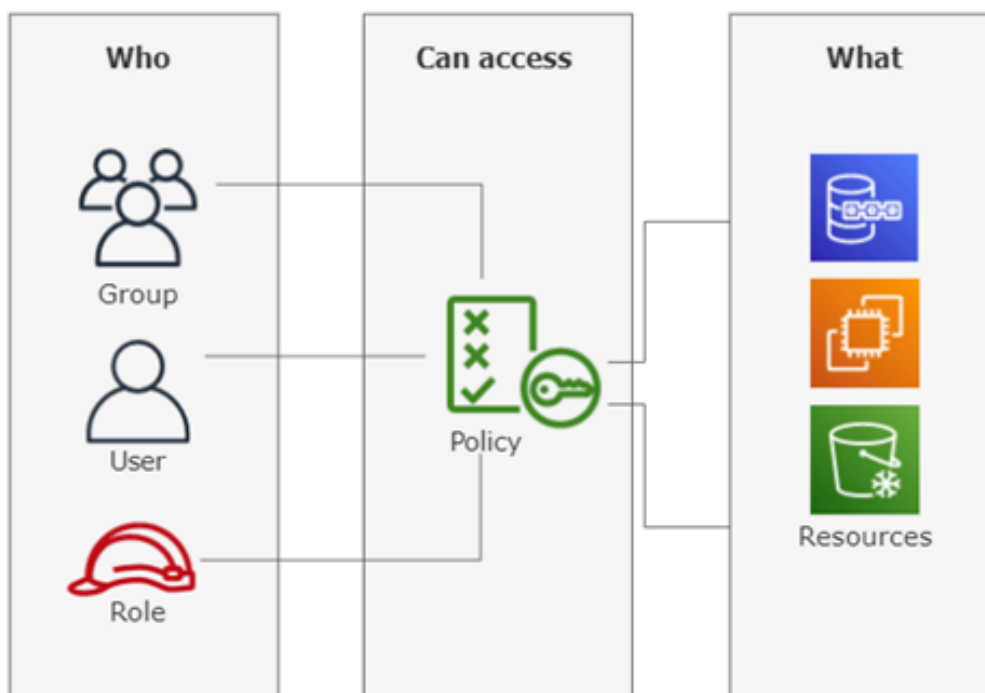 Who
Can access
What
Group
User
Role
Policy
Resources